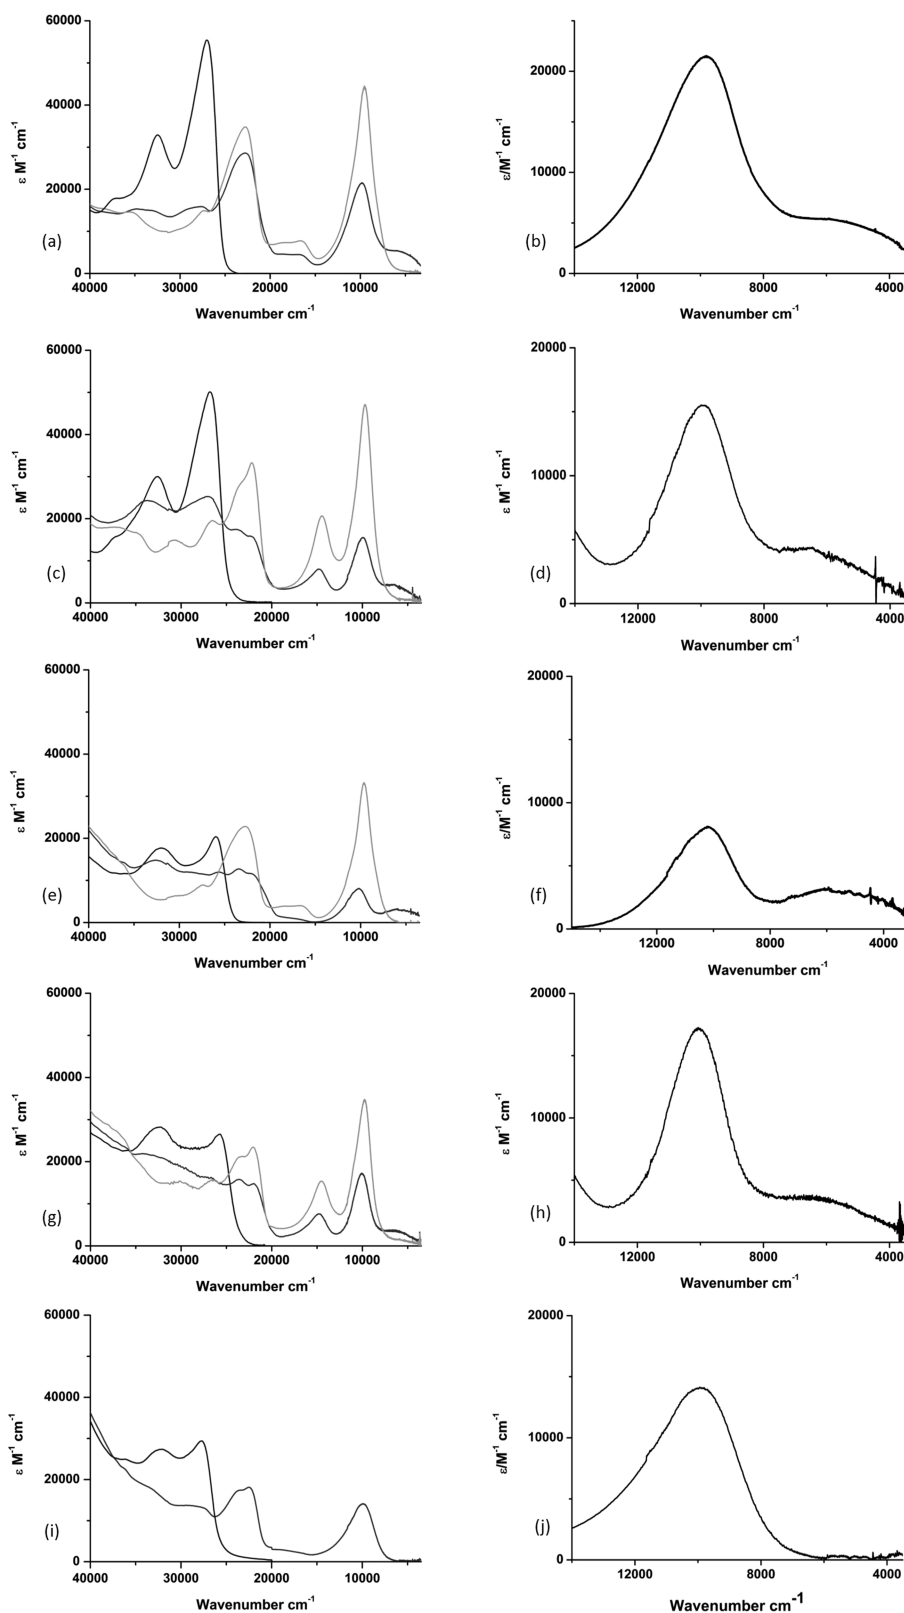 60000
40000
20000
0
ε M⁻¹ cm⁻¹
(a)
40000 30000 20000 10000
Wavenumber cm⁻¹
20000
10000
0
ε/M⁻¹ cm⁻¹
(b)
12000 8000 4000
Wavenumber cm⁻¹
60000
40000
20000
0
ε M⁻¹ cm⁻¹
(c)
40000 30000 20000 10000
Wavenumber cm⁻¹
20000
10000
0
ε M⁻¹ cm⁻¹
(d)
12000 8000 4000
Wavenumber cm⁻¹
60000
40000
20000
0
ε M⁻¹ cm⁻¹
(e)
40000 30000 20000 10000
Wavenumber cm⁻¹
20000
10000
0
ε/M⁻¹ cm⁻¹
(f)
12000 8000 4000
Wavenumber cm⁻¹
60000
40000
20000
0
ε M⁻¹ cm⁻¹
(g)
40000 30000 20000 10000
Wavenumber cm⁻¹
20000
10000
0
ε M⁻¹ cm⁻¹
(h)
12000 8000 4000
Wavenumber cm⁻¹
60000
40000
20000
0
ε M⁻¹ cm⁻¹
(i)
40000 30000 20000 10000
Wavenumber cm⁻¹
20000
10000
0
ε/M⁻¹ cm⁻¹
(j)
12000 8000 4000
Wavenumber cm⁻¹